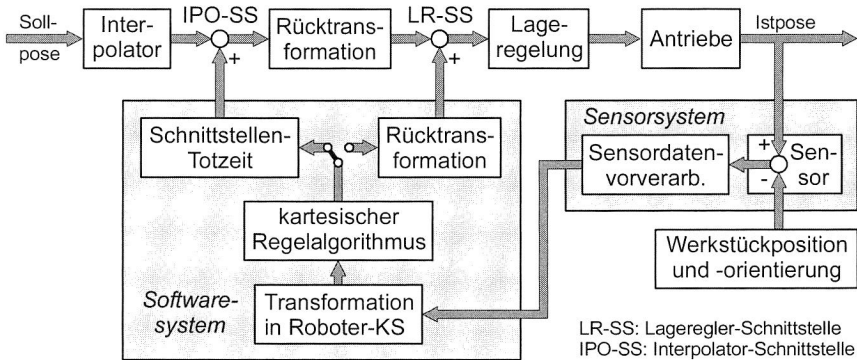 Soll-
pose
Inter-
polator
IPO-SS
+
Rücktrans-
formation
LR-SS
+
Lage-
regelung
Antriebe
Istpose
Schnittstellen-
Totzeit
Rücktrans-
formation
kartesischer
Regelalgorithmus
Transformation
in Roboter-KS
Software-
system
Sensorsystem
Sensordaten-
vorverarb.
+
-
Sen-
sor
Werkstückposition
und -orientierung
LR-SS: Lageregler-Schnittstelle
IPO-SS: Interpolator-Schnittstelle